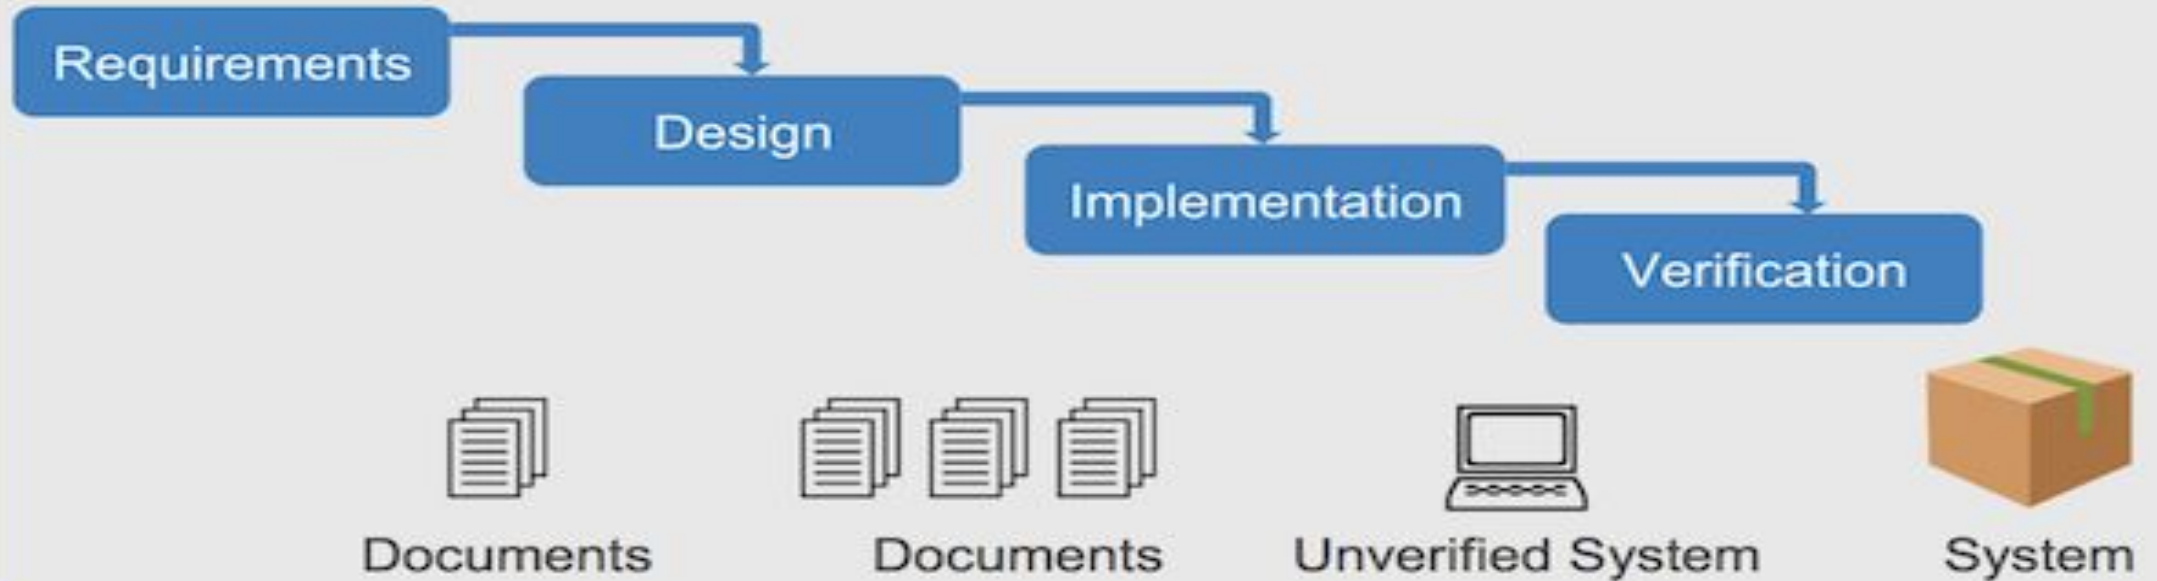 Requirements
Design
Implementation
Verification
Documents
Documents
Unverified System
System